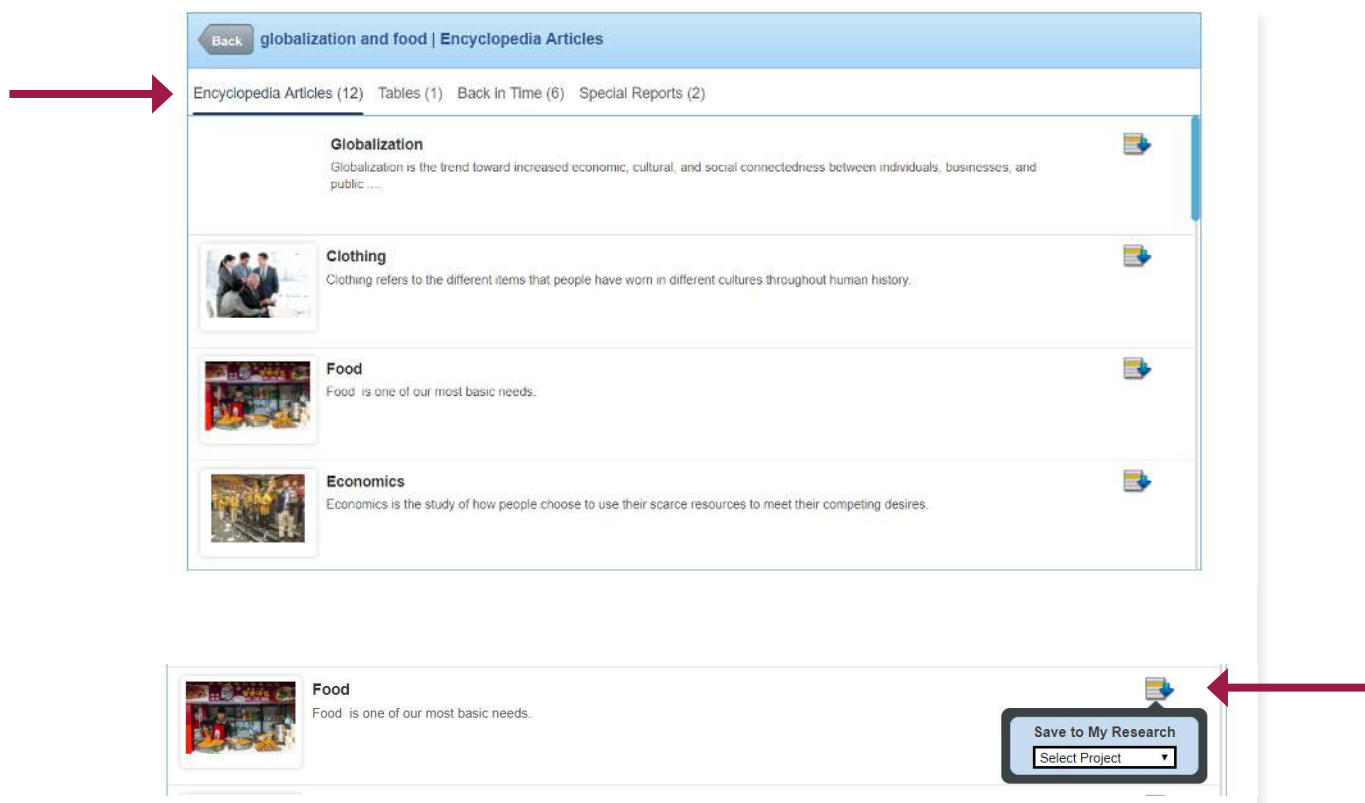 Back globalization and food | Encyclopedia Articles
Encyclopedia Articles (12) Tables (1) Back in Time (6) Special Reports (2)
Globalization
Globalization is the trend toward increased economic, cultural, and social connectedness between individuals, businesses, and
public ....
Clothing
Clothing refers to the different items that people have worn in different cultures throughout human history.
Food
Food is one of our most basic needs.
Economics
Economics is the study of how people choose to use their scarce resources to meet their competing desires.
Food
Food is one of our most basic needs.
Save to My Research
Select Project